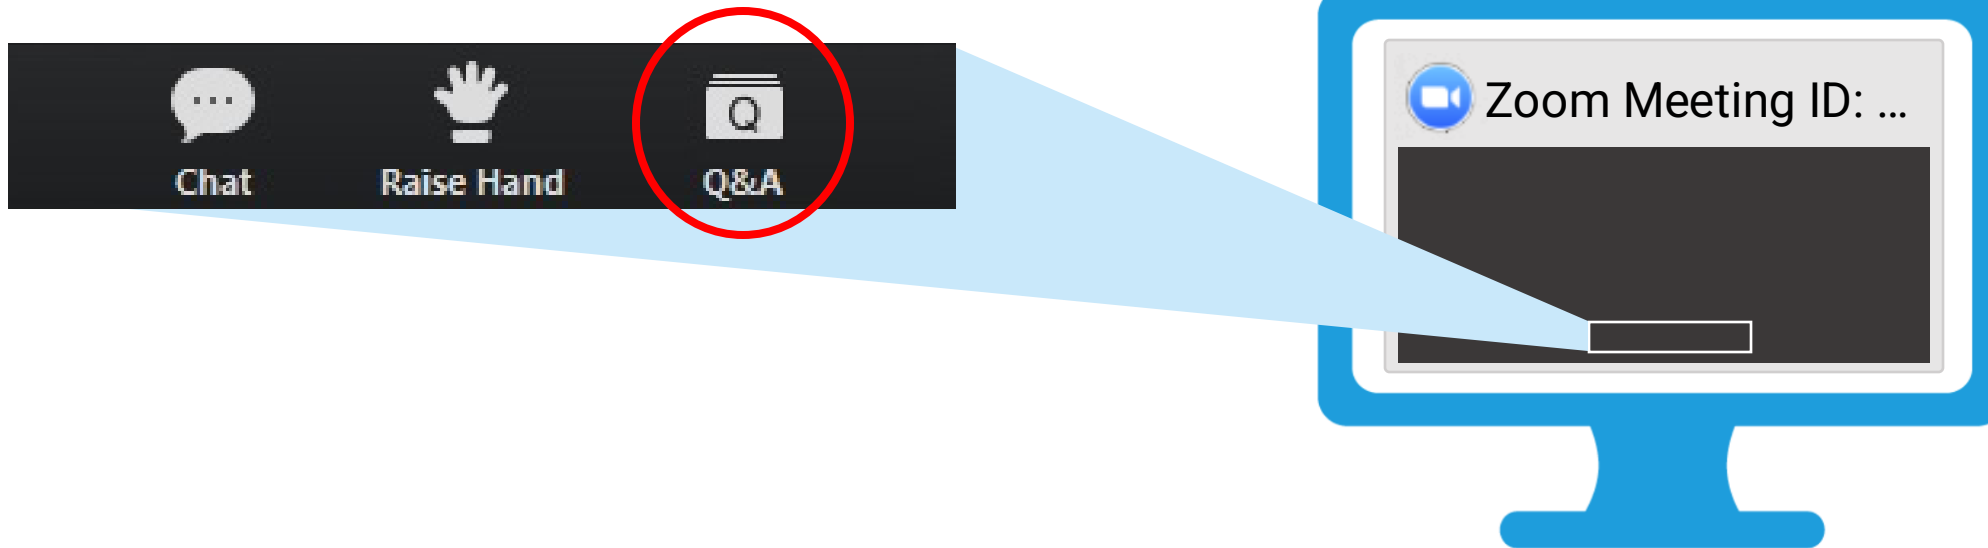 Zoom Meeting ID: ...
Q
Chat Raise Hand Q&A